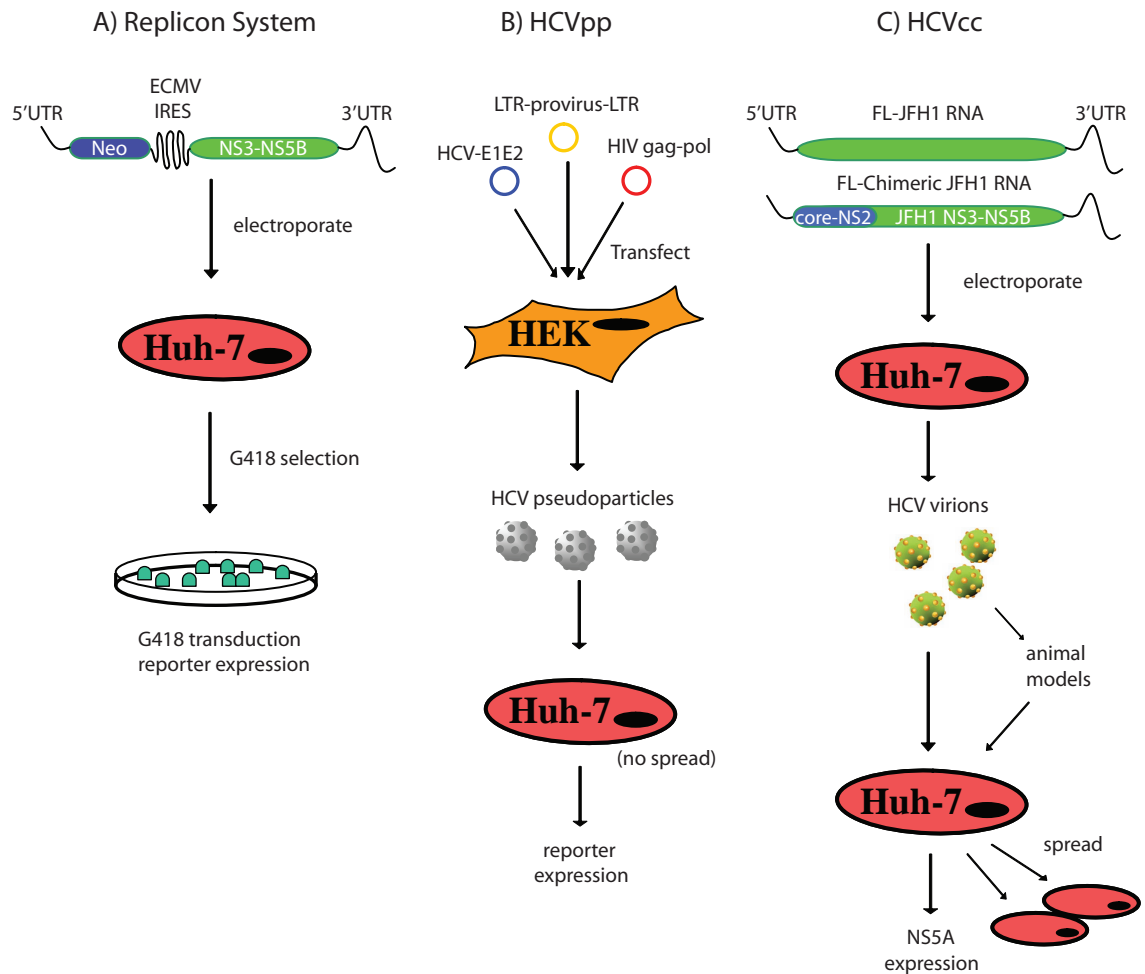 A) Replicon System
5'UTR
ECMV
IRES
3'UTR
Neo
NS3-NS5B
electroporate
Huh-7
G418 selection
G418 transduction
reporter expression
B) HCVpp
LTR-provirus-LTR
HCV-E1E2
HIV gag-pol
Transfect
HEK
HCV pseudoparticles
Huh-7
(no spread)
reporter
expression
C) HCVcc
5'UTR
FL-JFH1 RNA
3'UTR
FL-Chimeric JFH1 RNA
core-NS2
JFH1 NS3-NS5B
electroporate
Huh-7
HCV virions
animal
models
Huh-7
spread
NS5A
expression